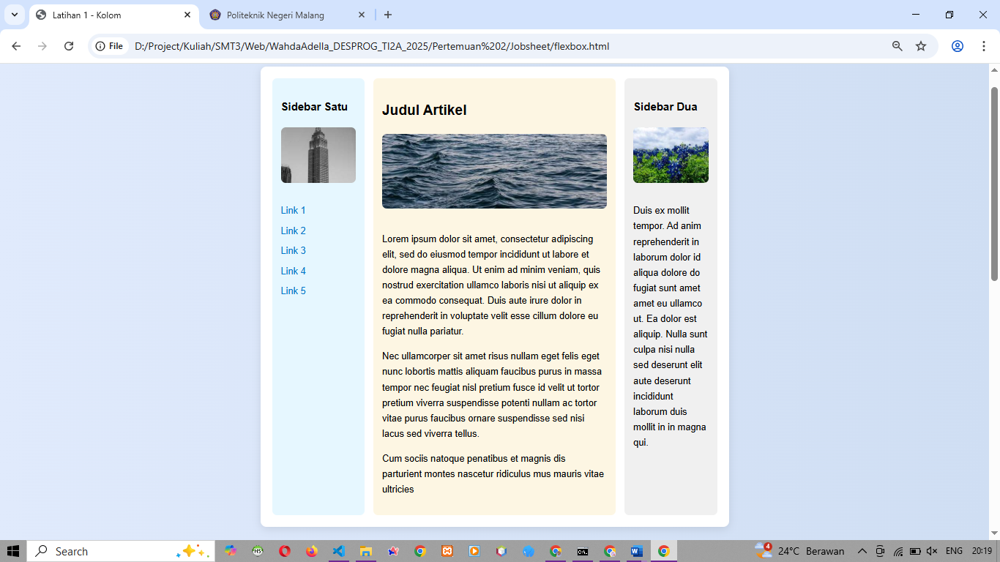 Latihan 1 - Kolom
Politeknik Negeri Malang
File
D:/Project/Kuliah/SMT3/Web/WahdaAdella_DESPROG_TI2A_2025/Pertemuan%202/Jobsheet/flexbox.html
Sidebar Satu
Link 1
Link 2
Link 3
Link 4
Link 5
Judul Artikel
Lorem ipsum dolor sit amet, consectetur adipiscing
elit, sed do eiusmod tempor incididunt ut labore et
dolore magna aliqua. Ut enim ad minim veniam, quis
nostrud exercitation ullamco laboris nisi ut aliquip ex
ea commodo consequat. Duis aute irure dolor in
reprehenderit in voluptate velit esse cillum dolore eu
fugiat nulla pariatur.
Nec ullamcorper sit amet risus nullam eget felis eget
nunc lobortis mattis aliquam faucibus purus in massa
tempor nec feugiat nisl pretium fusce id velit ut tortor
pretium viverra suspendisse potenti nullam ac tortor
vitae purus faucibus ornare suspendisse sed nisi
lacus sed viverra tellus.
Cum sociis natoque penatibus et magnis dis
parturient montes nascetur ridiculus mus mauris vitae
ultricies
Sidebar Dua
Duis ex mollit
tempor. Ad anim
reprehenderit in
laborum dolor id
aliqua dolore do
fugiat sunt amet
amet eu ullamco
ut. Ea dolor est
aliquip. Nulla sunt
culpa nisi nulla
sed deserunt elit
aute deserunt
incididunt
laborum duis
mollit in in magna
qui.
Search
HS
4
24°C Berawan
ENG
20:19